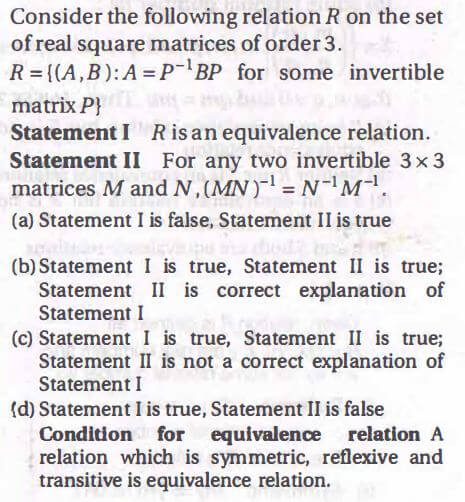 Consider the following relation R on the set
of real square matrices of order 3.
R = {(A, B) : A = P⁻¹ BP for some invertible
matrix P}
Statement I R is an equivalence relation.
Statement II For any two invertible 3 × 3
matrices M and N, (MN)⁻¹ = N⁻¹M⁻¹.
(a) Statement I is false, Statement II is true
(b) Statement I is true, Statement II is true;
Statement II is correct explanation of
Statement I
(c) Statement I is true, Statement II is true;
Statement II is not a correct explanation of
Statement I
(d) Statement I is true, Statement II is false
Condition for equivalence relation A
relation which is symmetric, reflexive and
transitive is equivalence relation.